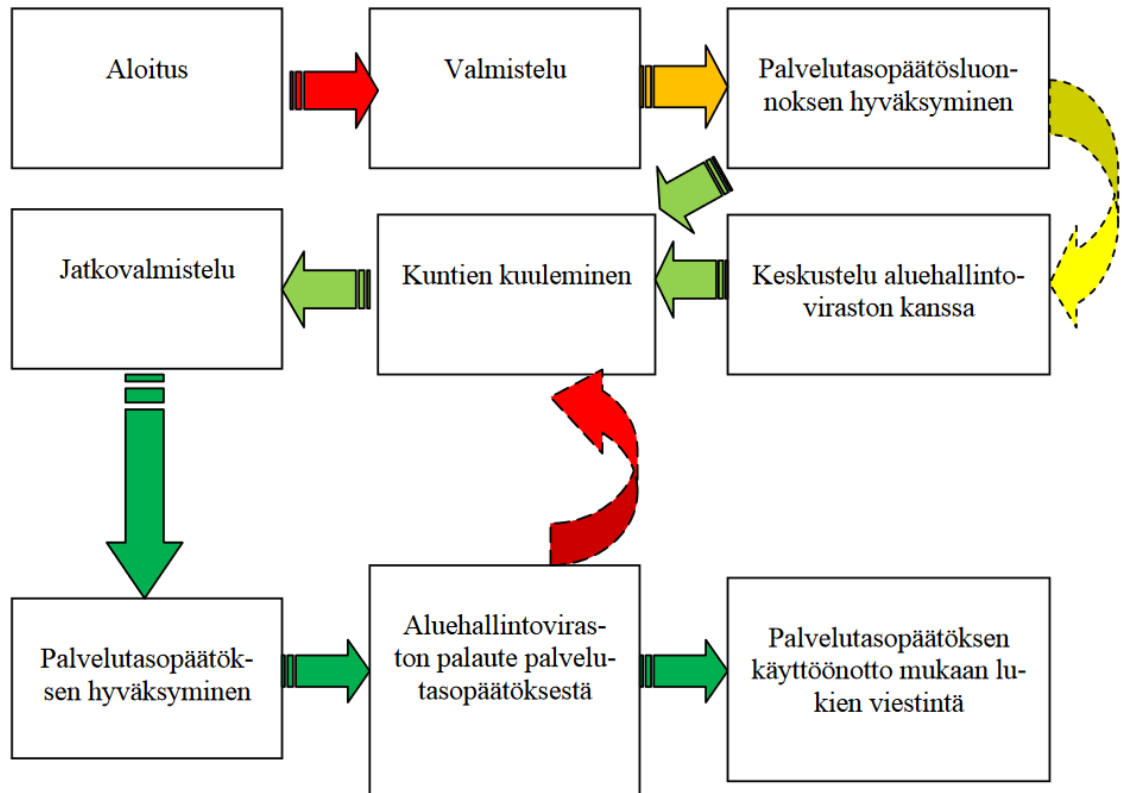 Aloitus
Valmistelu
Palvelutasopäätösluon-
noksen hyväksyminen
Jatkovalmistelu
Kuntien kuuleminen
Keskustelu aluehallinto-
viraston kanssa
Palvelutasopäätök-
sen hyväksyminen
Aluehallintoviras-
ton palaute palvelu-
tasopäätöksestä
Palvelutasopäätöksen
käyttöönotto mukaan lu-
kien viestintä